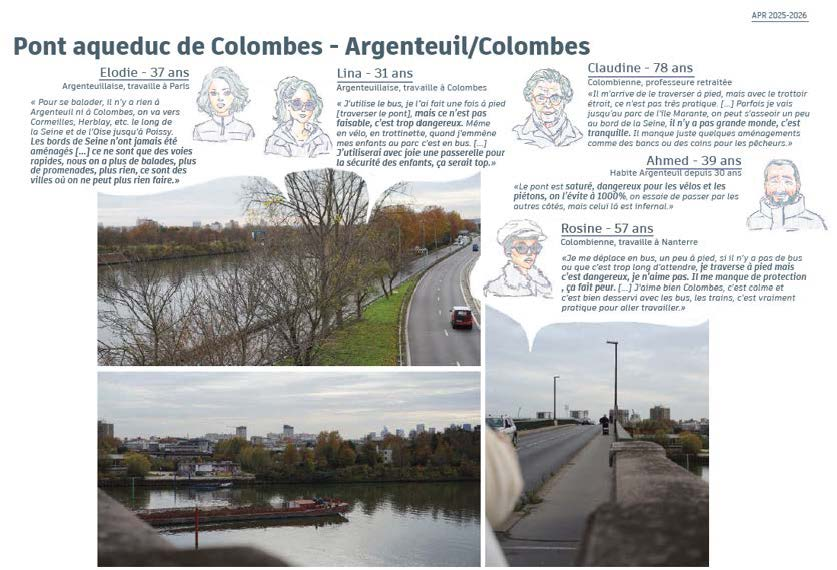 APR 2025-2026
Pont aqueduc de Colombes - Argenteuil/Colombes
Elodie - 37 ans
Argenteuillaise, travaille à Paris
« Pour se balader, il n'y a rien à
Argenteuil ni à Colombes, on va vers
Cormeilles, Herblay, etc. le long de
la Seine et de l'Oise jusqu'à Poissy.
Les bords de Seine n'ont jamais été
aménagés [...] ce ne sont que des voies
rapides, nous on a plus de balades, plus
de promenades, plus rien, ce sont des
villes où on ne peut plus rien faire.»
Lina - 31 ans
Argenteuillaise, travaille à Colombes
« J'utilise le bus, je l'ai fait une fois à pied
[traverser le pont], mais ce n'est pas
faisable, c'est trop dangereux. Même
en vélo, en trottinette, quand j'emmène
mes enfants au parc c'est en bus. [...]
J'utiliserai avec joie une passerelle pour
la sécurité des enfants, ça serait top.»
Claudine - 78 ans
Colombienne, professeure retraitée
«Il m'arrive de le traverser à pied, mais avec le trottoir
étroit, ce n'est pas très pratique. [...] Parfois je vais
jusqu'au parc de l'île Marante, on peut s'asseoir un peu
au bord de la Seine, il n'y a pas grande monde, c'est
tranquille. Il manque juste quelques aménagements
comme des bancs ou des coins pour les pêcheurs.»
Ahmed - 39 ans
Habite Argenteuil depuis 30 ans
«Le pont est saturé, dangereux pour les vélos et les
piétons, on l'évite à 1000%, on essaie de passer par les
autres côtés, mais celui là est infernal.»
Rosine - 57 ans
Colombienne, travaille à Nanterre
«Je me déplace en bus, un peu à pied, si il n'y a pas de bus
ou que c'est trop long d'attendre, je traverse à pied mais
c'est dangereux, je n'aime pas. Il me manque de protection
, ça fait peur. [...] J'aime bien Colombes, c'est calme et
c'est bien desservi avec les bus, les trains, c'est vraiment
pratique pour aller travailler.»